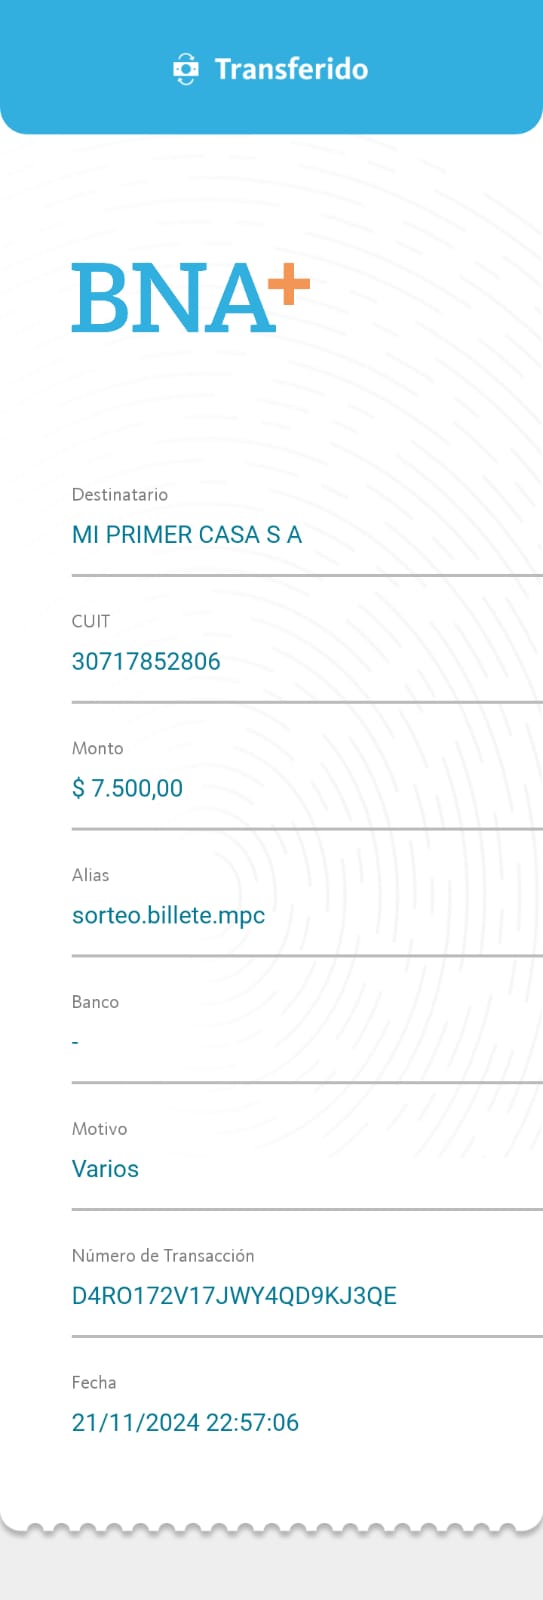 Transferido
BNA+
Destinatario
MI PRIMER CASA S A
CUIT
30717852806
Monto
$ 7.500,00
Alias
sorteo.billete.mpc
Banco
-
Motivo
Varios
Número de Transacción
D4RO172V17JWY4QD9KJ3QE
Fecha
21/11/2024 22:57:06